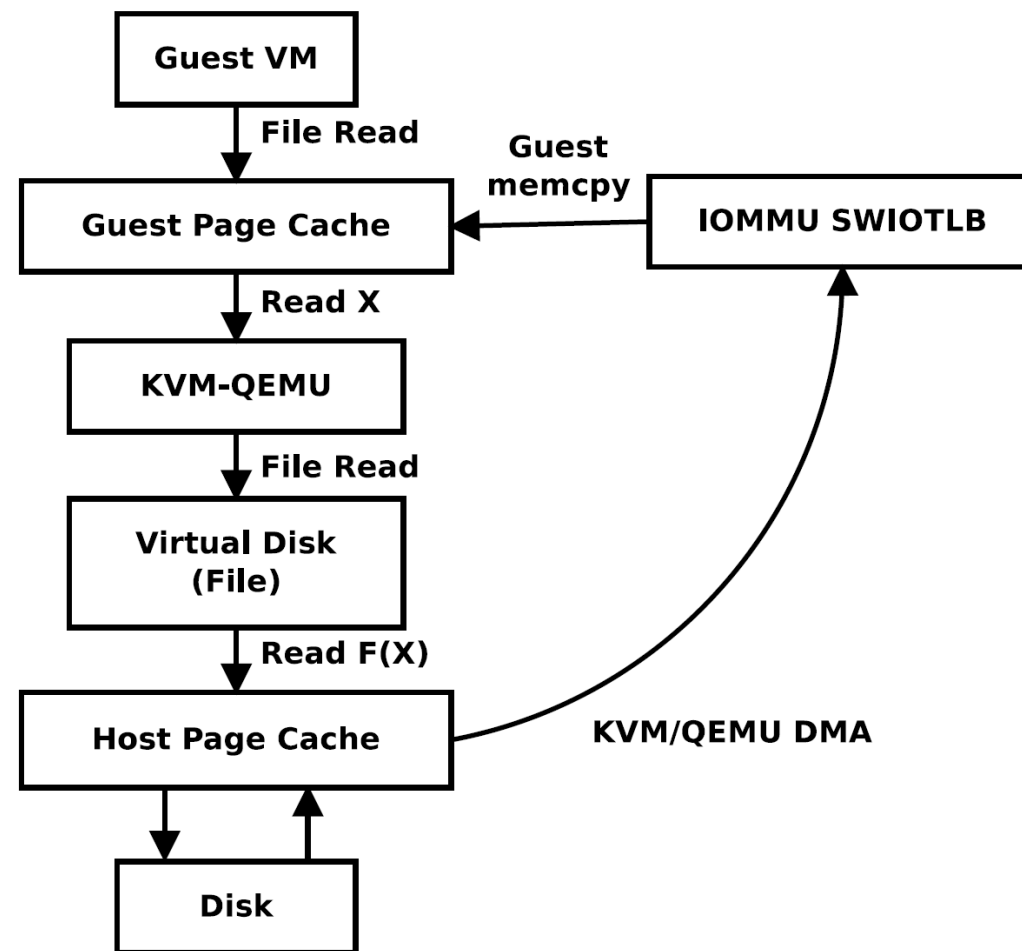 Guest VM
File Read
Guest
memcpy
Guest Page Cache
IOMMU SWIOTLB
Read X
KVM-QEMU
File Read
Virtual Disk
(File)
Read F(X)
Host Page Cache
KVM/QEMU DMA
Disk